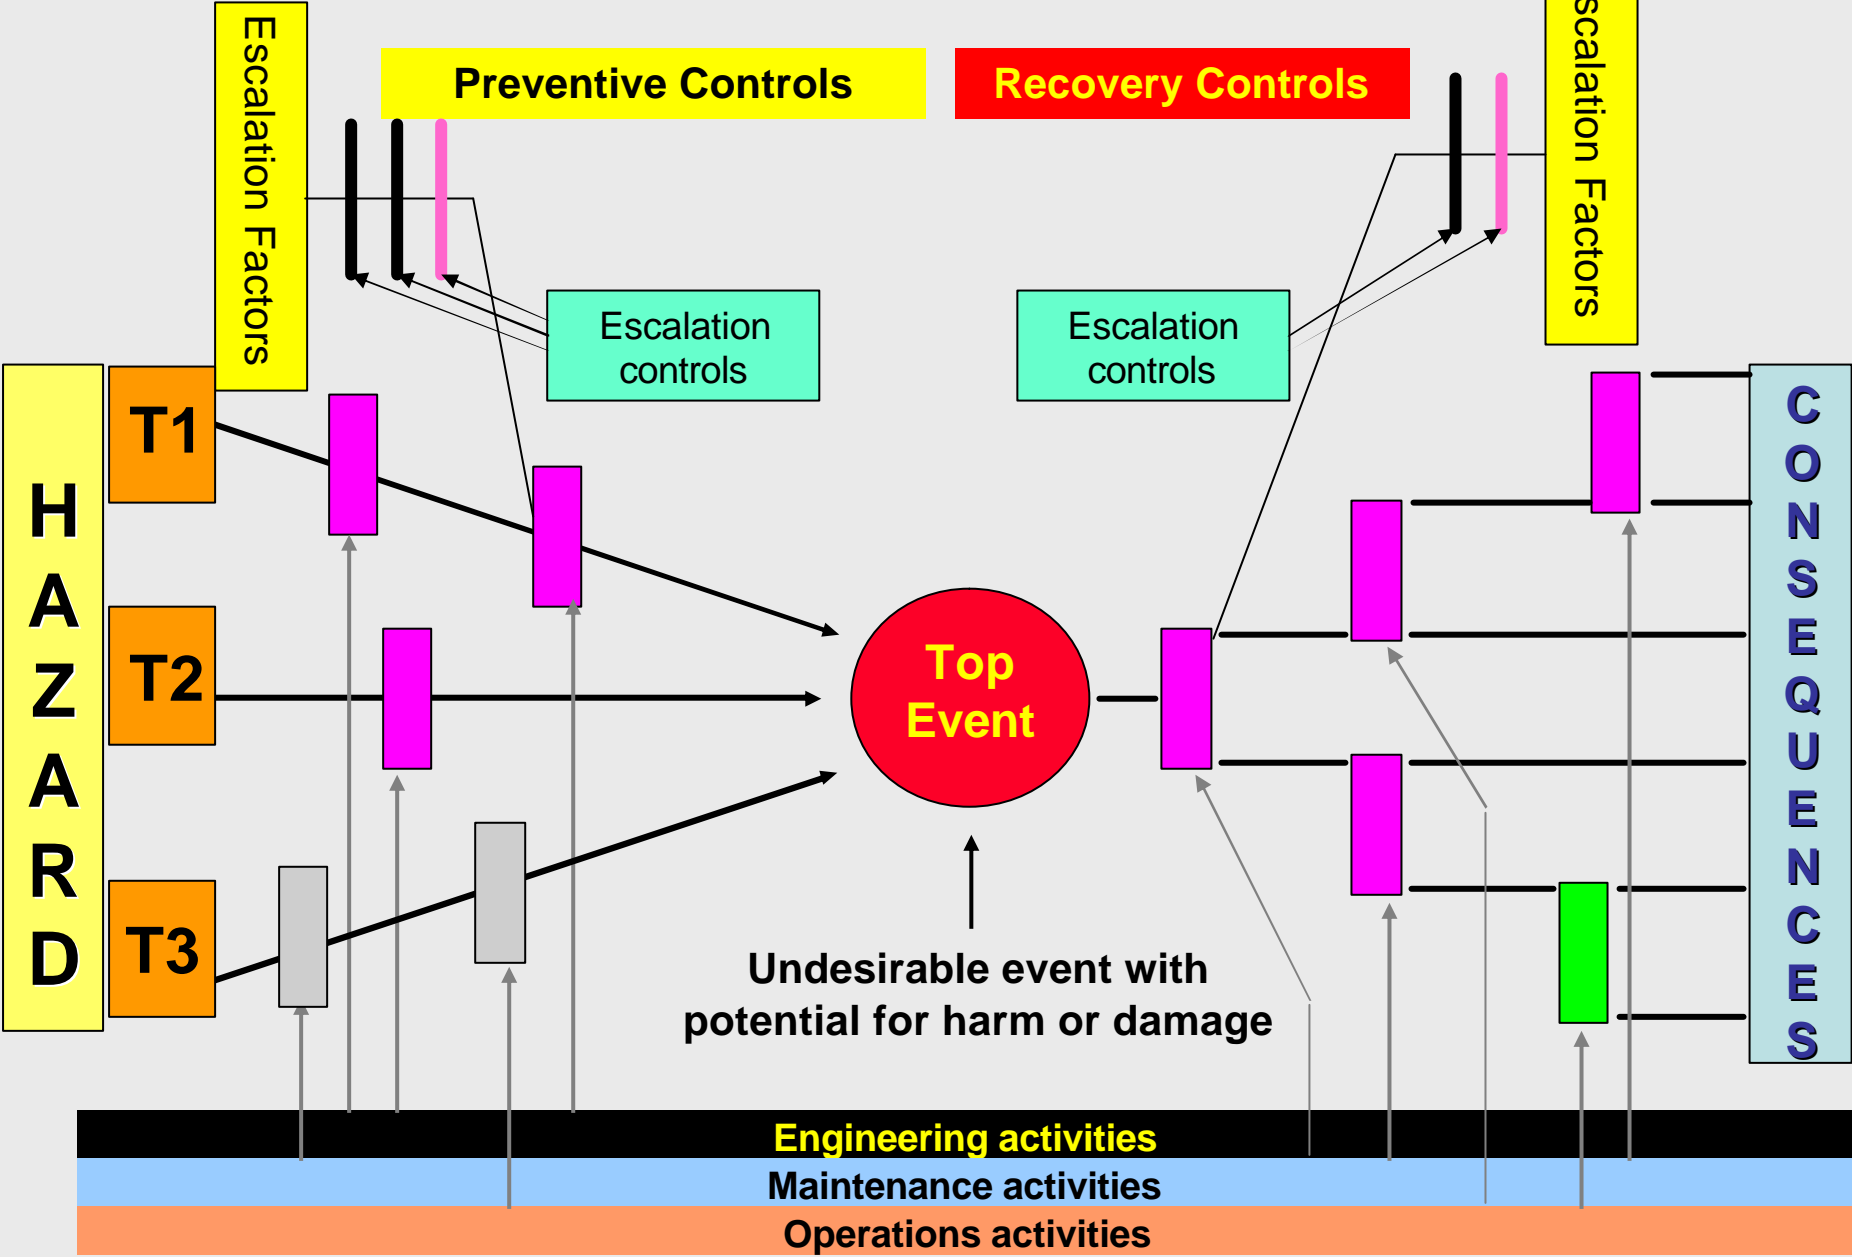 Escalation Factors
Preventive Controls
Recovery Controls
scalation Factors
Escalation
controls
Escalation
controls
HAZARD
T1
T2
T3
Top
Event
CONSEQUENCES
Undesirable event with
potential for harm or damage
Engineering activities
Maintenance activities
Operations activities